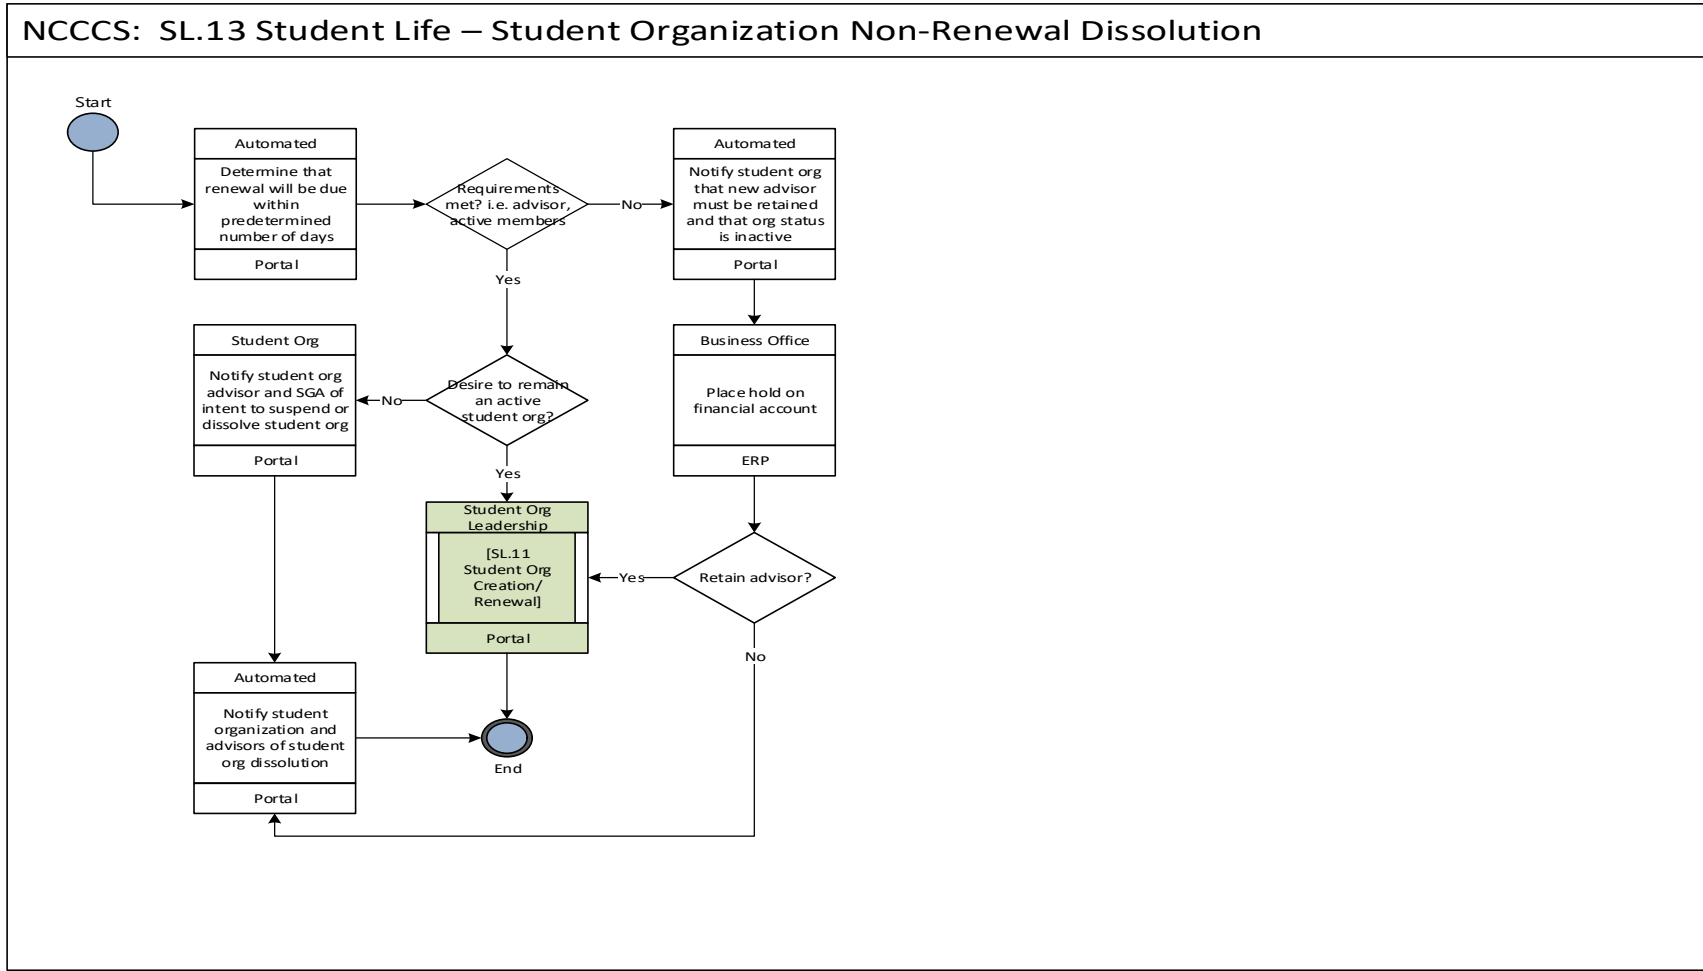 NCCCS:  SL.13 Student Life – Student Organization Non-Renewal Dissolution
Start
Automated
Determine that
renewal will be due
within
predetermined
number of days
Portal
Requirements
met? i.e. advisor,
active members
No
Yes
Automated
Notify student org
that new advisor
must be retained
and that org status
is inactive
Portal
Student Org
Notify student org
advisor and SGA of
intent to suspend or
dissolve student org
Portal
No
Desire to remain
an active
student org?
Yes
Business Office
Place hold on
financial account
ERP
Student Org
Leadership
[SL.11
Student Org
Creation/
Renewal]
Portal
Yes
Retain advisor?
No
Automated
Notify student
organization and
advisors of student
org dissolution
Portal
End